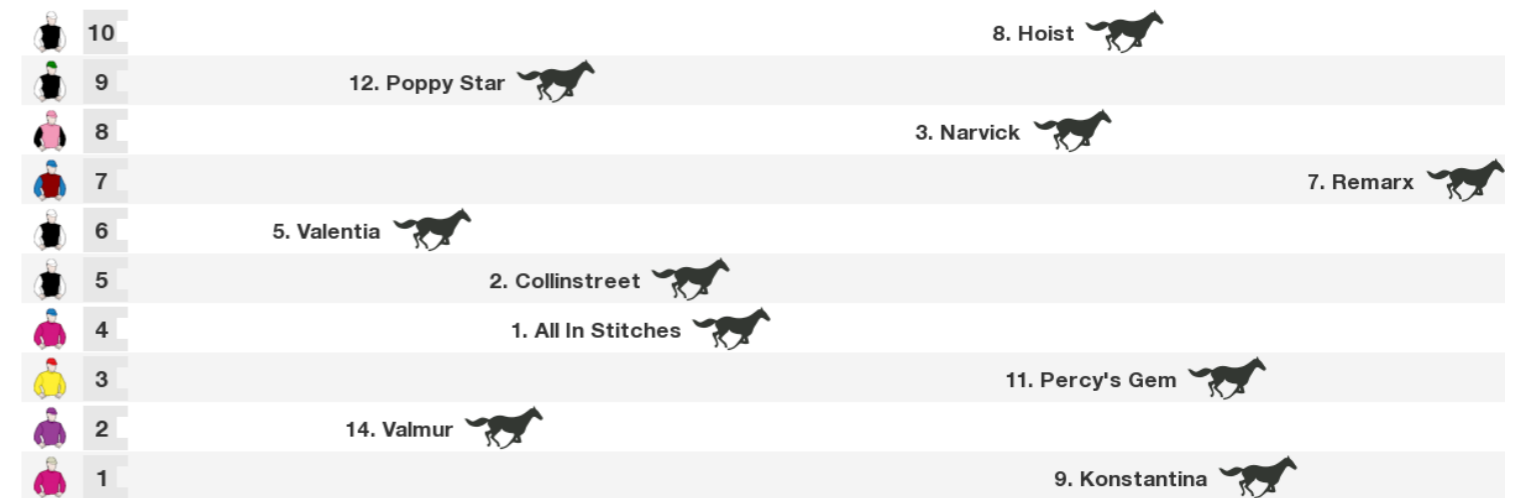 10 8. Hoist
9 12. Poppy Star
8 3. Narvick
7 7. Remarx
6 5. Valentia
5 2. Collinstreet
4 1. All In Stitches
3 11. Percy's Gem
2 14. Valmur
1 9. Konstantina